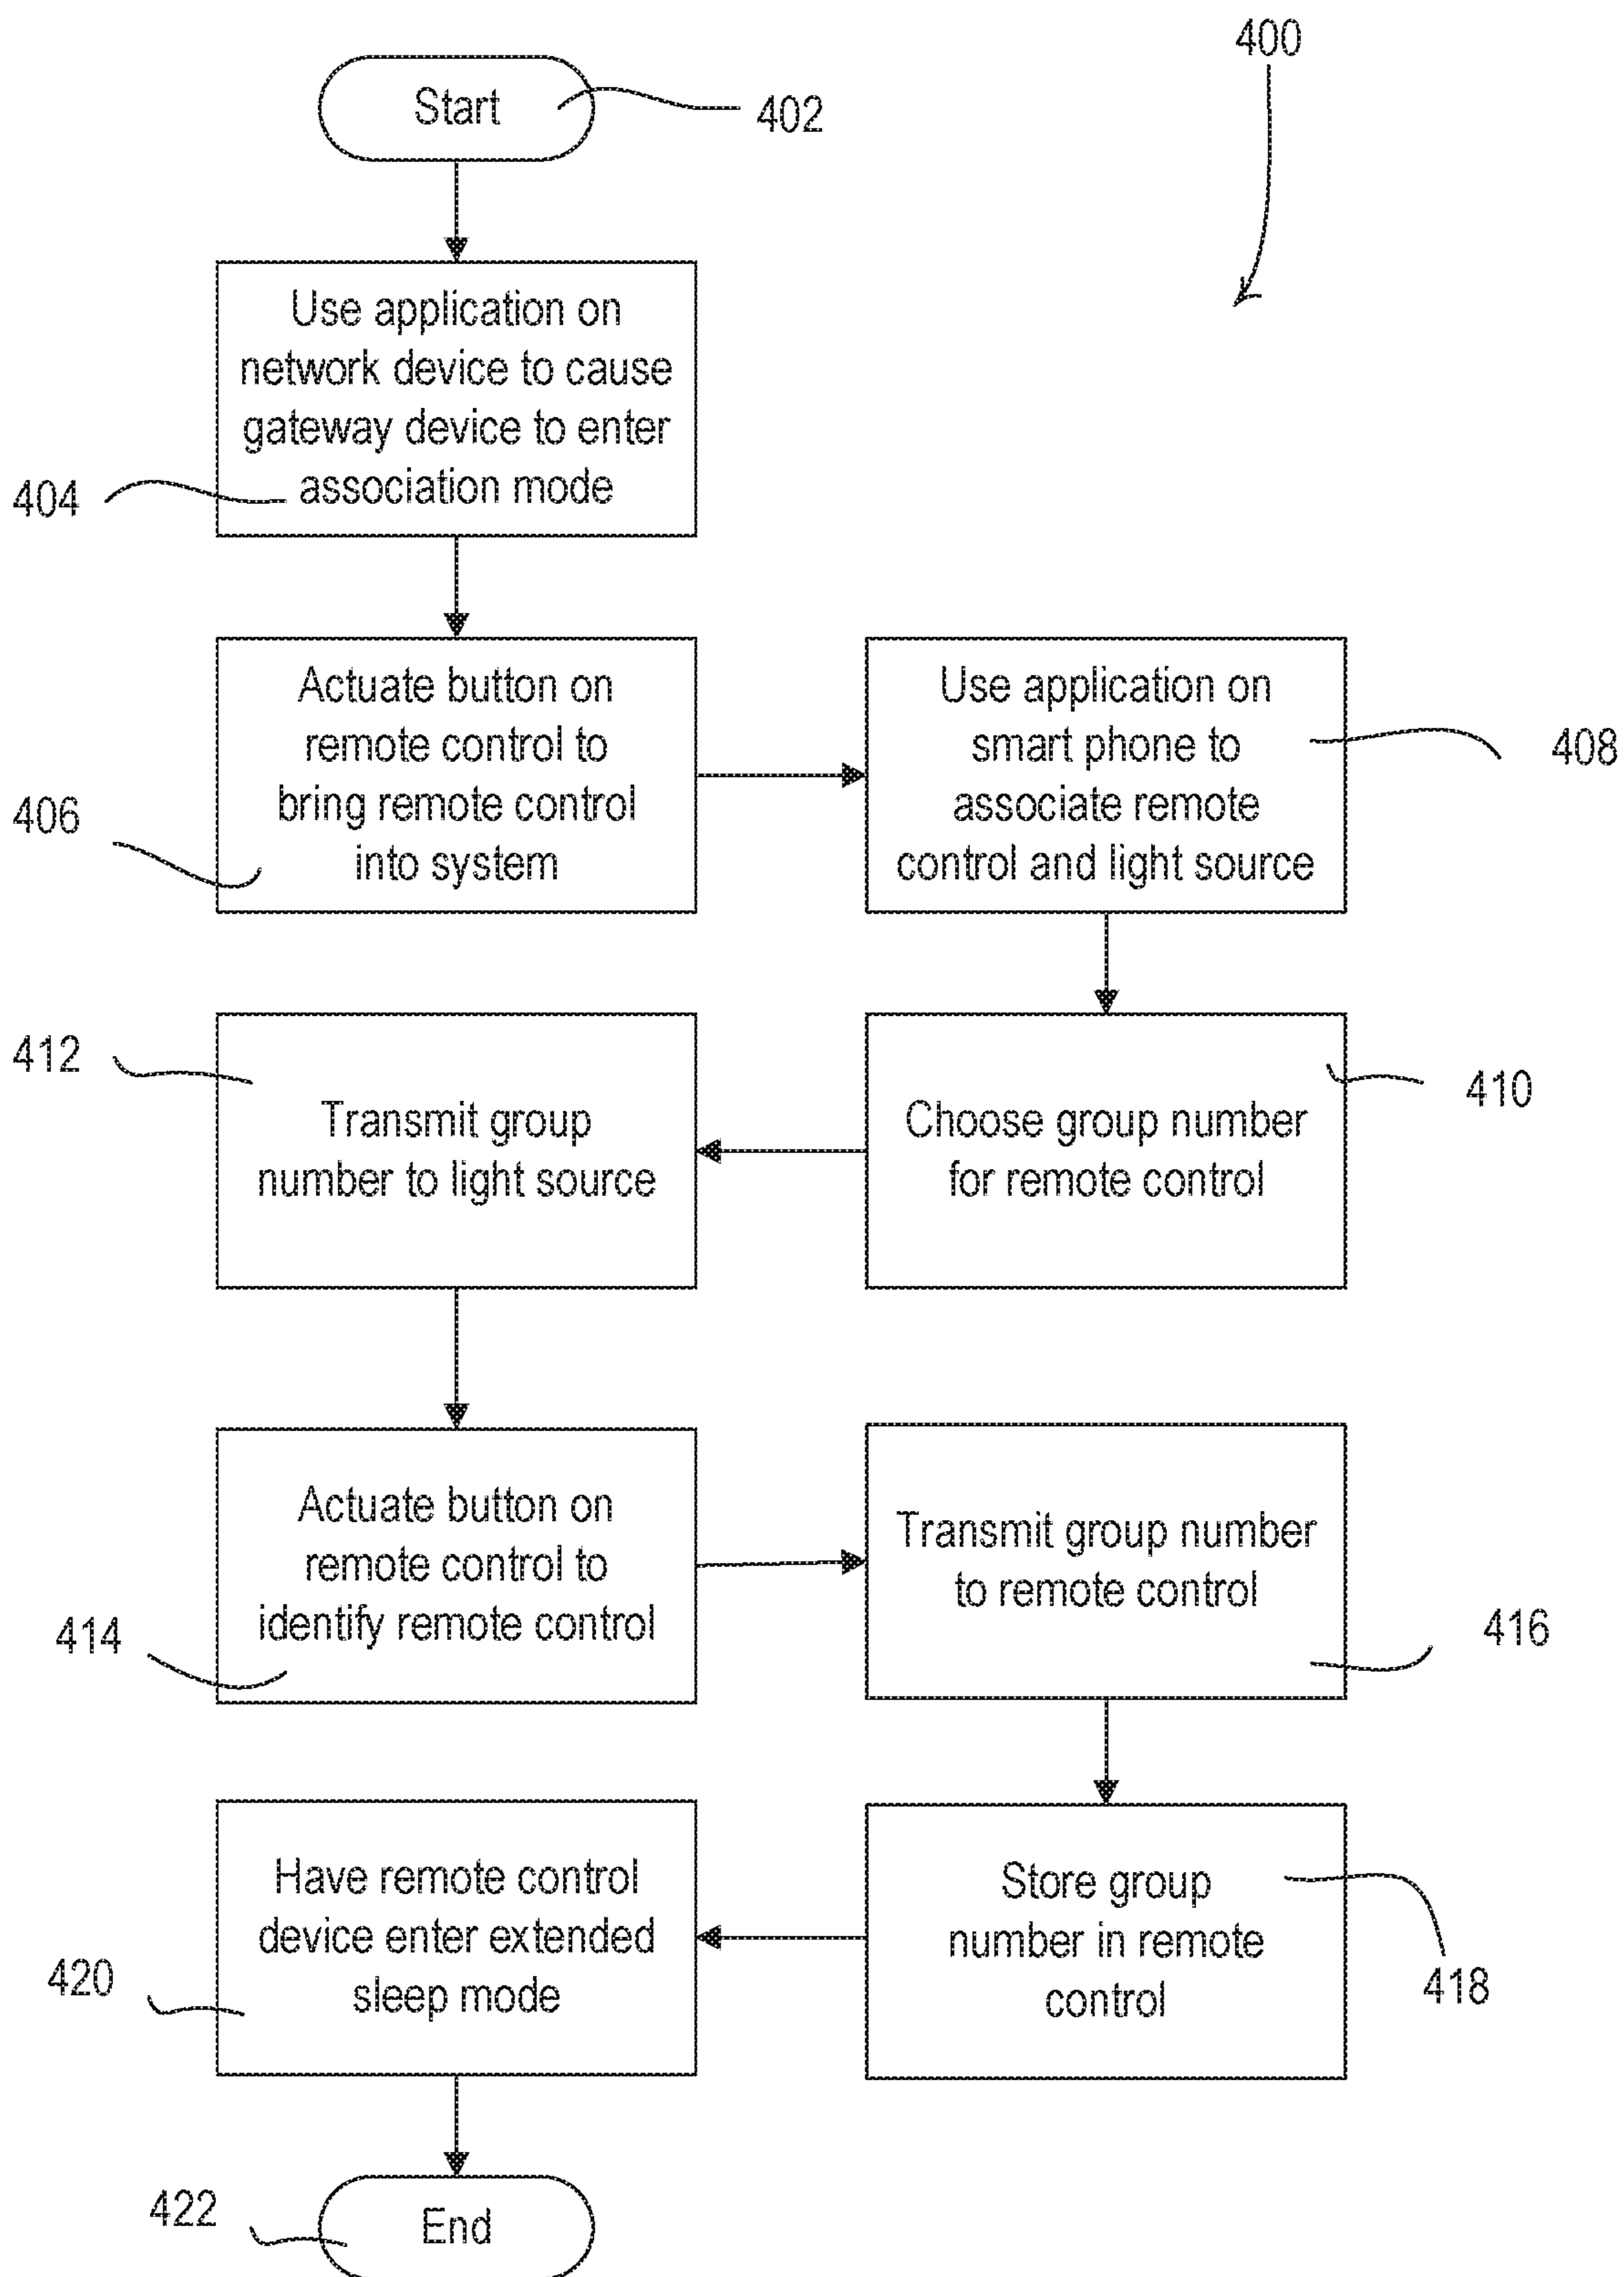 400
Start
402
Use application on
network device to cause
gateway device to enter
association mode
404
Actuate button on
remote control to
bring remote control
into system
406
Use application on
smart phone to
associate remote
control and light source
408
Choose group number
for remote control
410
Transmit group
number to light source
412
Actuate button on
remote control to
identify remote control
414
Transmit group number
to remote control
416
Store group
number in remote
control
418
Have remote control
device enter extended
sleep mode
420
End
422